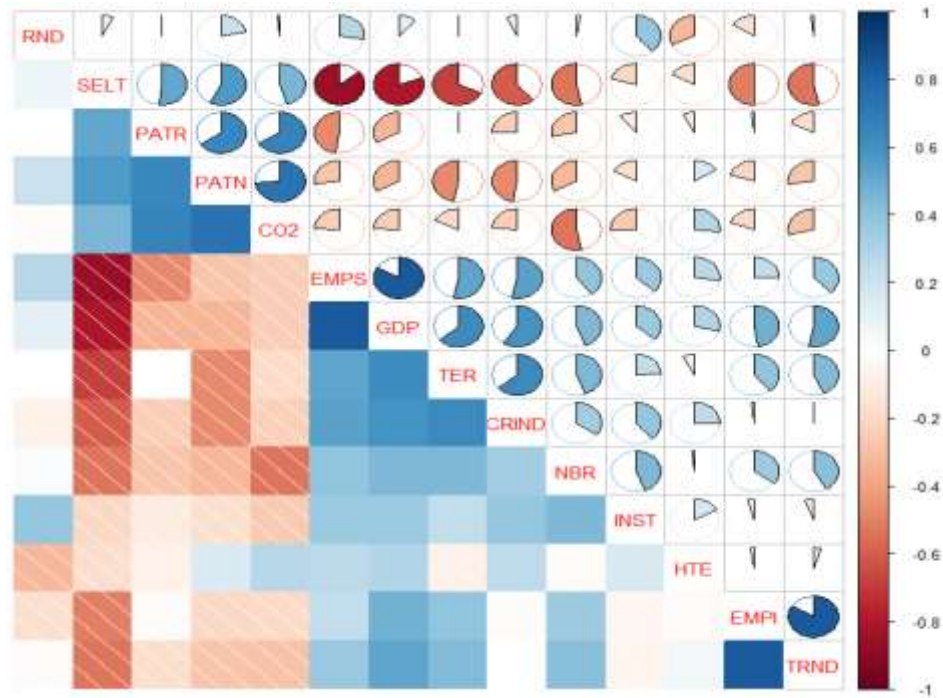 RND
SELT
PATR
PATN
CO2
EMPS
GDP
TER
CRIND
NBR
INST
HTE
EMPI
TRND
1
0.8
0.6
0.4
0.2
0
-0.2
-0.4
-0.6
-0.8
-1